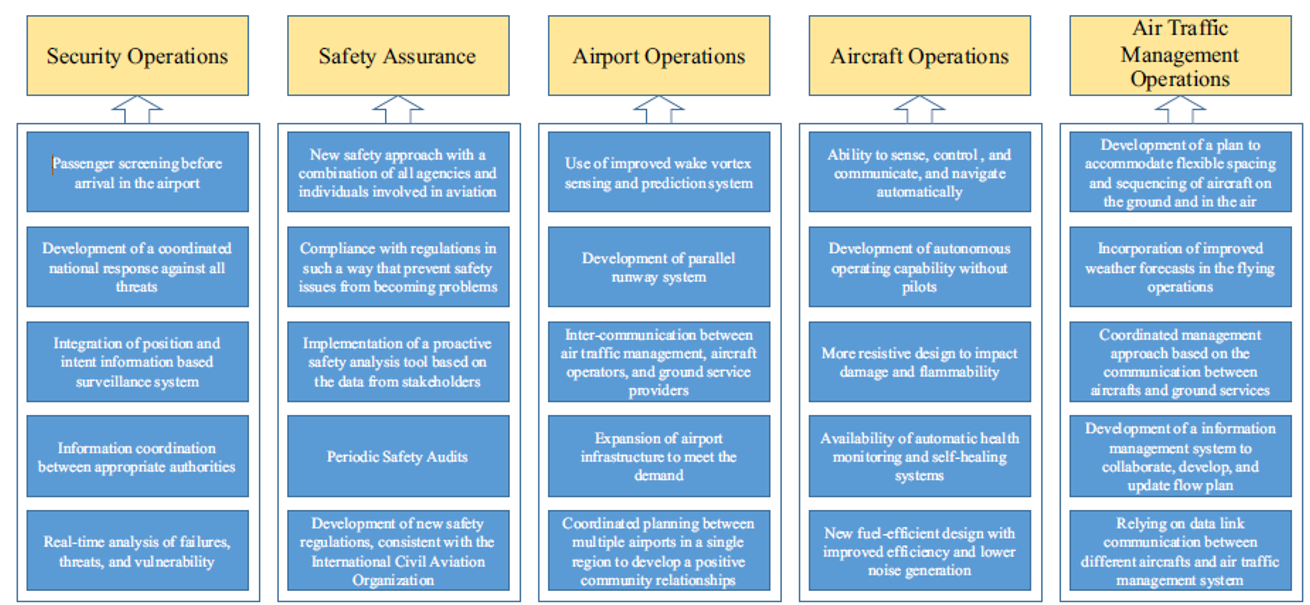 Security Operations
Passenger screening before
arrival in the airport
Development of a coordinated
national response against all
threats
Integration of position and
intent information based
surveillance system
Information coordination
between appropriate authorities
Real-time analysis of failures,
threats, and vulnerability
Safety Assurance
New safety approach with a
combination of all agencies and
individuals involved in aviation
Compliance with regulations in
such a way that prevent safety
issues from becoming problems
Implementation of a proactive
safety analysis tool based on
the data from stakeholders
Periodic Safety Audits
Development of new safety
regulations, consistent with the
International Civil Aviation
Organization
Airport Operations
Use of improved wake vortex
sensing and prediction system
Development of parallel
runway system
Inter-communication between
air traffic management, aircraft
operators, and ground service
providers
Expansion of airport
infrastructure to meet the
demand
Coordinated planning between
multiple airports in a single
region to develop a positive
community relationships
Aircraft Operations
Ability to sense, control , and
communicate, and navigate
automatically
Development of autonomous
operating capability without
pilots
More resistive design to impact
damage and flammability
Availability of automatic health
monitoring and self-healing
systems
New fuel-efficient design with
improved efficiency and lower
noise generation
Air Traffic
Management
Operations
Development of a plan to
accommodate flexible spacing
and sequencing of aircraft on
the ground and in the air
Incorporation of improved
weather forecasts in the flying
operations
Coordinated management
approach based on the
communication between
aircrafts and ground services
Development of a information
management system to
collaborate, develop, and
update flow plan
Relying on data link
communication between
different aircrafts and air traffic
management system